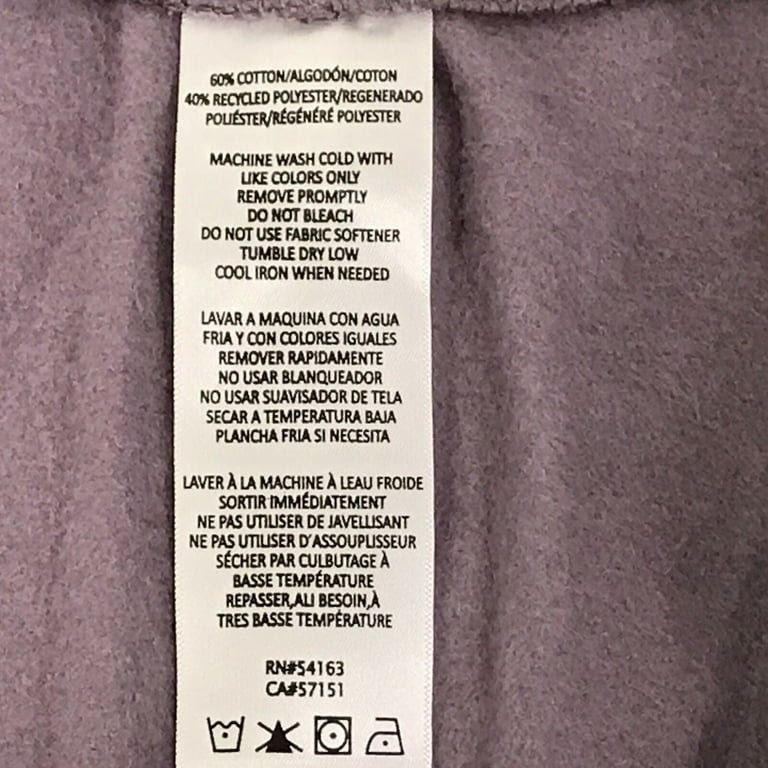 60% COTTON/ALGODÓN/COTON
40% RECYCLED POLYESTER/REGENERADO
POLIÉSTER/RÉGÉNÉRÉ POLYESTER
MACHINE WASH COLD WITH
LIKE COLORS ONLY
REMOVE PROMPTLY
DO NOT BLEACH
DO NOT USE FABRIC SOFTENER
TUMBLE DRY LOW
COOL IRON WHEN NEEDED
LAVAR A MAQUINA CON AGUA
FRIA Y CON COLORES IGUALES
REMOVER RAPIDAMENTE
NO USAR BLANQUEADOR
NO USAR SUAVISADOR DE TELA
SECAR A TEMPERATURA BAJA
PLANCHA FRIA SI NECESITA
LAVER À LA MACHINE À LEAU FROIDE
SORTIR IMMÉDIATEMENT
NE PAS UTILISER DE JAVELLISANT
NE PAS UTILISER D'ASSOUPLISSEUR
SÉCHER PAR CULBUTAGE À
BASSE TEMPÉRATURE
REPASSER,ALI BESOIN,À
TRES BASSE TEMPÉRATURE
RN#54163
CA#57151